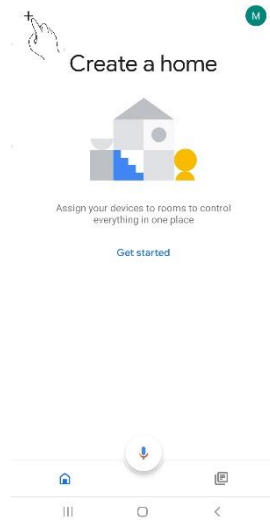 M
Create a home
Assign your devices to rooms to control
everything in one place
Get started